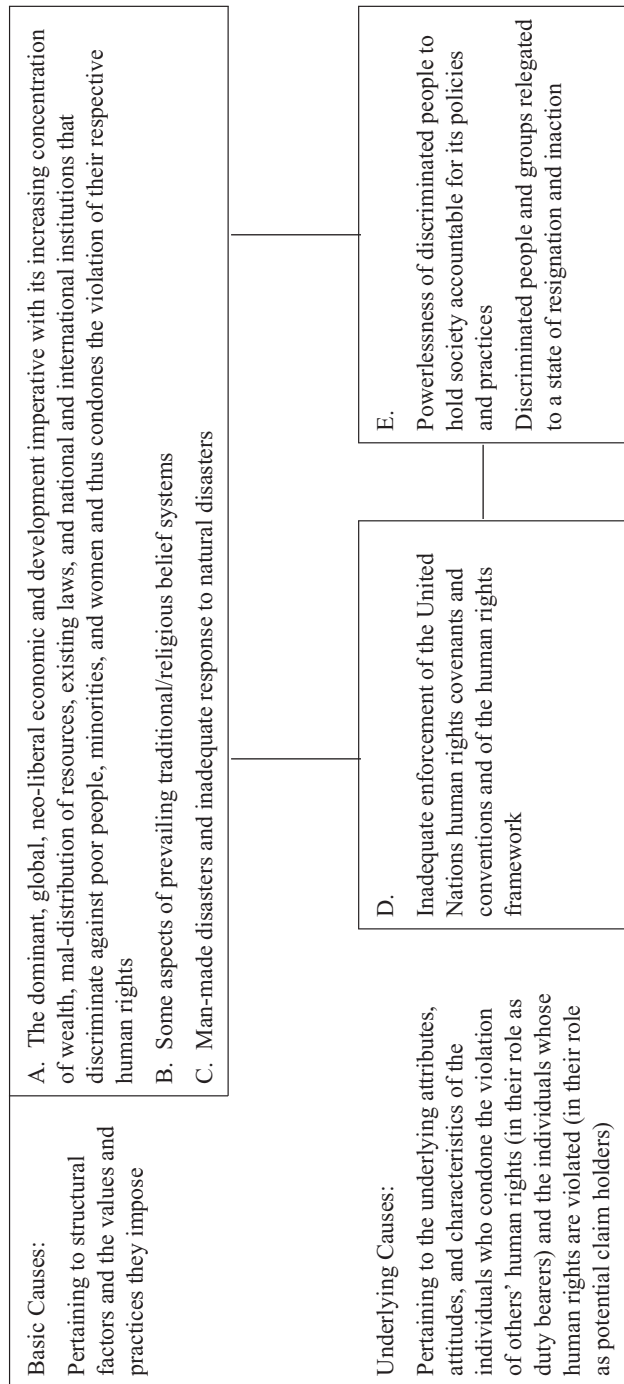 Basic Causes:
Pertaining to structural
factors and the values and
practices they impose
A. The dominant, global, neo-liberal economic and development imperative with its increasing concentration
of wealth, mal-distribution of resources, existing laws, and national and international institutions that
discriminate against poor people, minorities, and women and thus condones the violation of their respective
human rights
B. Some aspects of prevailing traditional/religious belief systems
C. Man-made disasters and inadequate response to natural disasters
Underlying Causes:
Pertaining to the underlying attributes,
attitudes, and characteristics of the
individuals who condone the violation
of others’ human rights (in their role as
duty bearers) and the individuals whose
human rights are violated (in their role
as potential claim holders)
D.
Inadequate enforcement of the United
Nations human rights covenants and
conventions and of the human rights
framework
E.
Powerlessness of discriminated people to
hold society accountable for its policies
and practices
Discriminated people and groups relegated
to a state of resignation and inaction